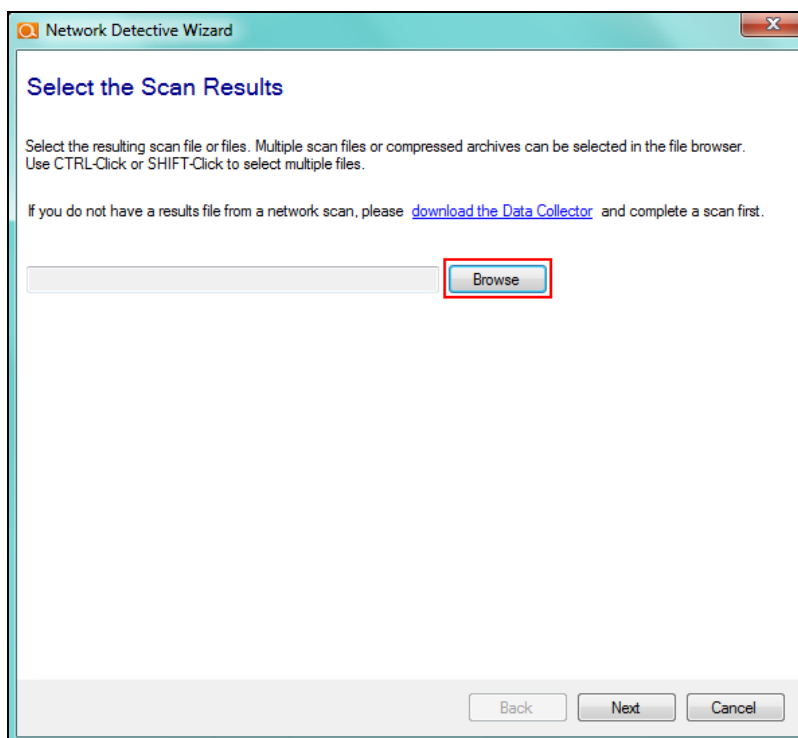 Network Detective Wizard
Select the Scan Results
Select the resulting scan file or files. Multiple scan files or compressed archives can be selected in the file browser.
Use CTRL-Click or SHIFT-Click to select multiple files.
If you do not have a results file from a network scan, please download the Data Collector and complete a scan first.
Browse
Back Next Cancel